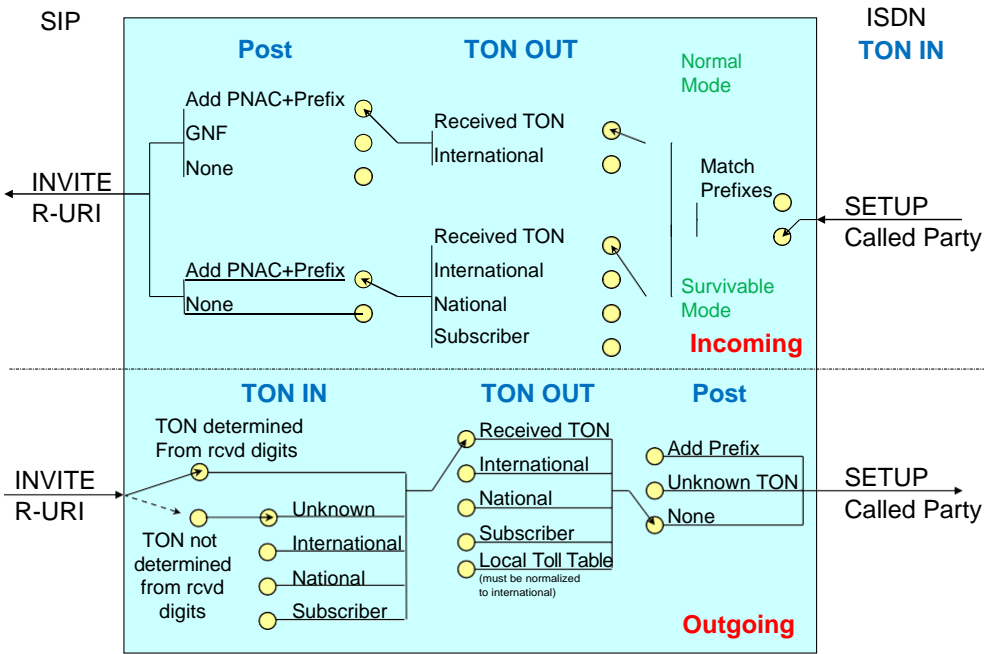 SIP
ISDN
Post
TON OUT
TON IN
Normal
Mode
Add PNAC+Prefix
GNF
None
Received TON
International
Match
Prefixes
INVITE
R-URI
SETUP
Called Party
Add PNAC+Prefix
None
Received TON
International
National
Subscriber
Survivable
Mode
Incoming
TON IN
TON OUT
Post
TON determined
From rcvd digits
Received TON
International
National
Subscriber
Local Toll Table
(must be normalized
to international)
Add Prefix
Unknown TON
None
INVITE
R-URI
SETUP
Called Party
Unknown
International
National
Subscriber
TON not
determined
from rcvd
digits
Outgoing